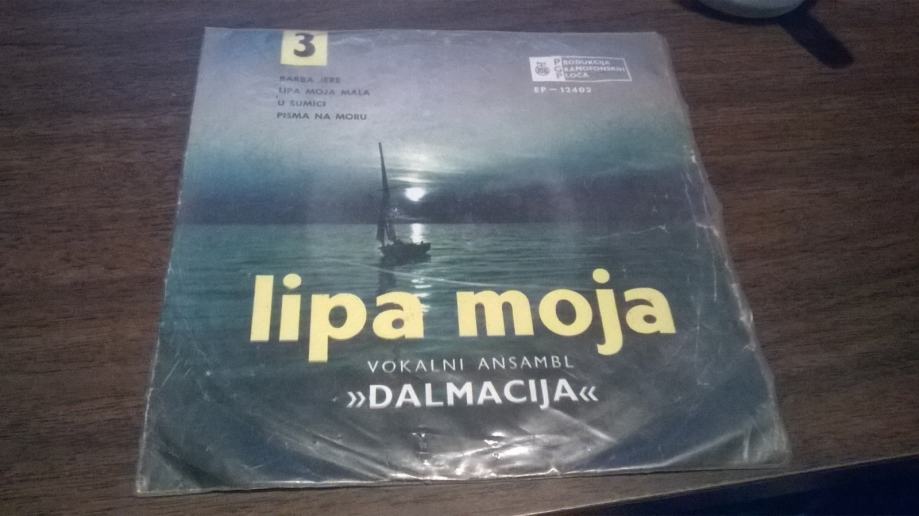 3
BARBA JERE
LIPA MOJA MALA
U ŠUMICI
PISMA NA MORU
PRODUKCIJA
GRAMOFONSKIH
PLOČA
EP - 12402
lipa moja
VOKALNI ANSAMBL
»DALMACIJA«